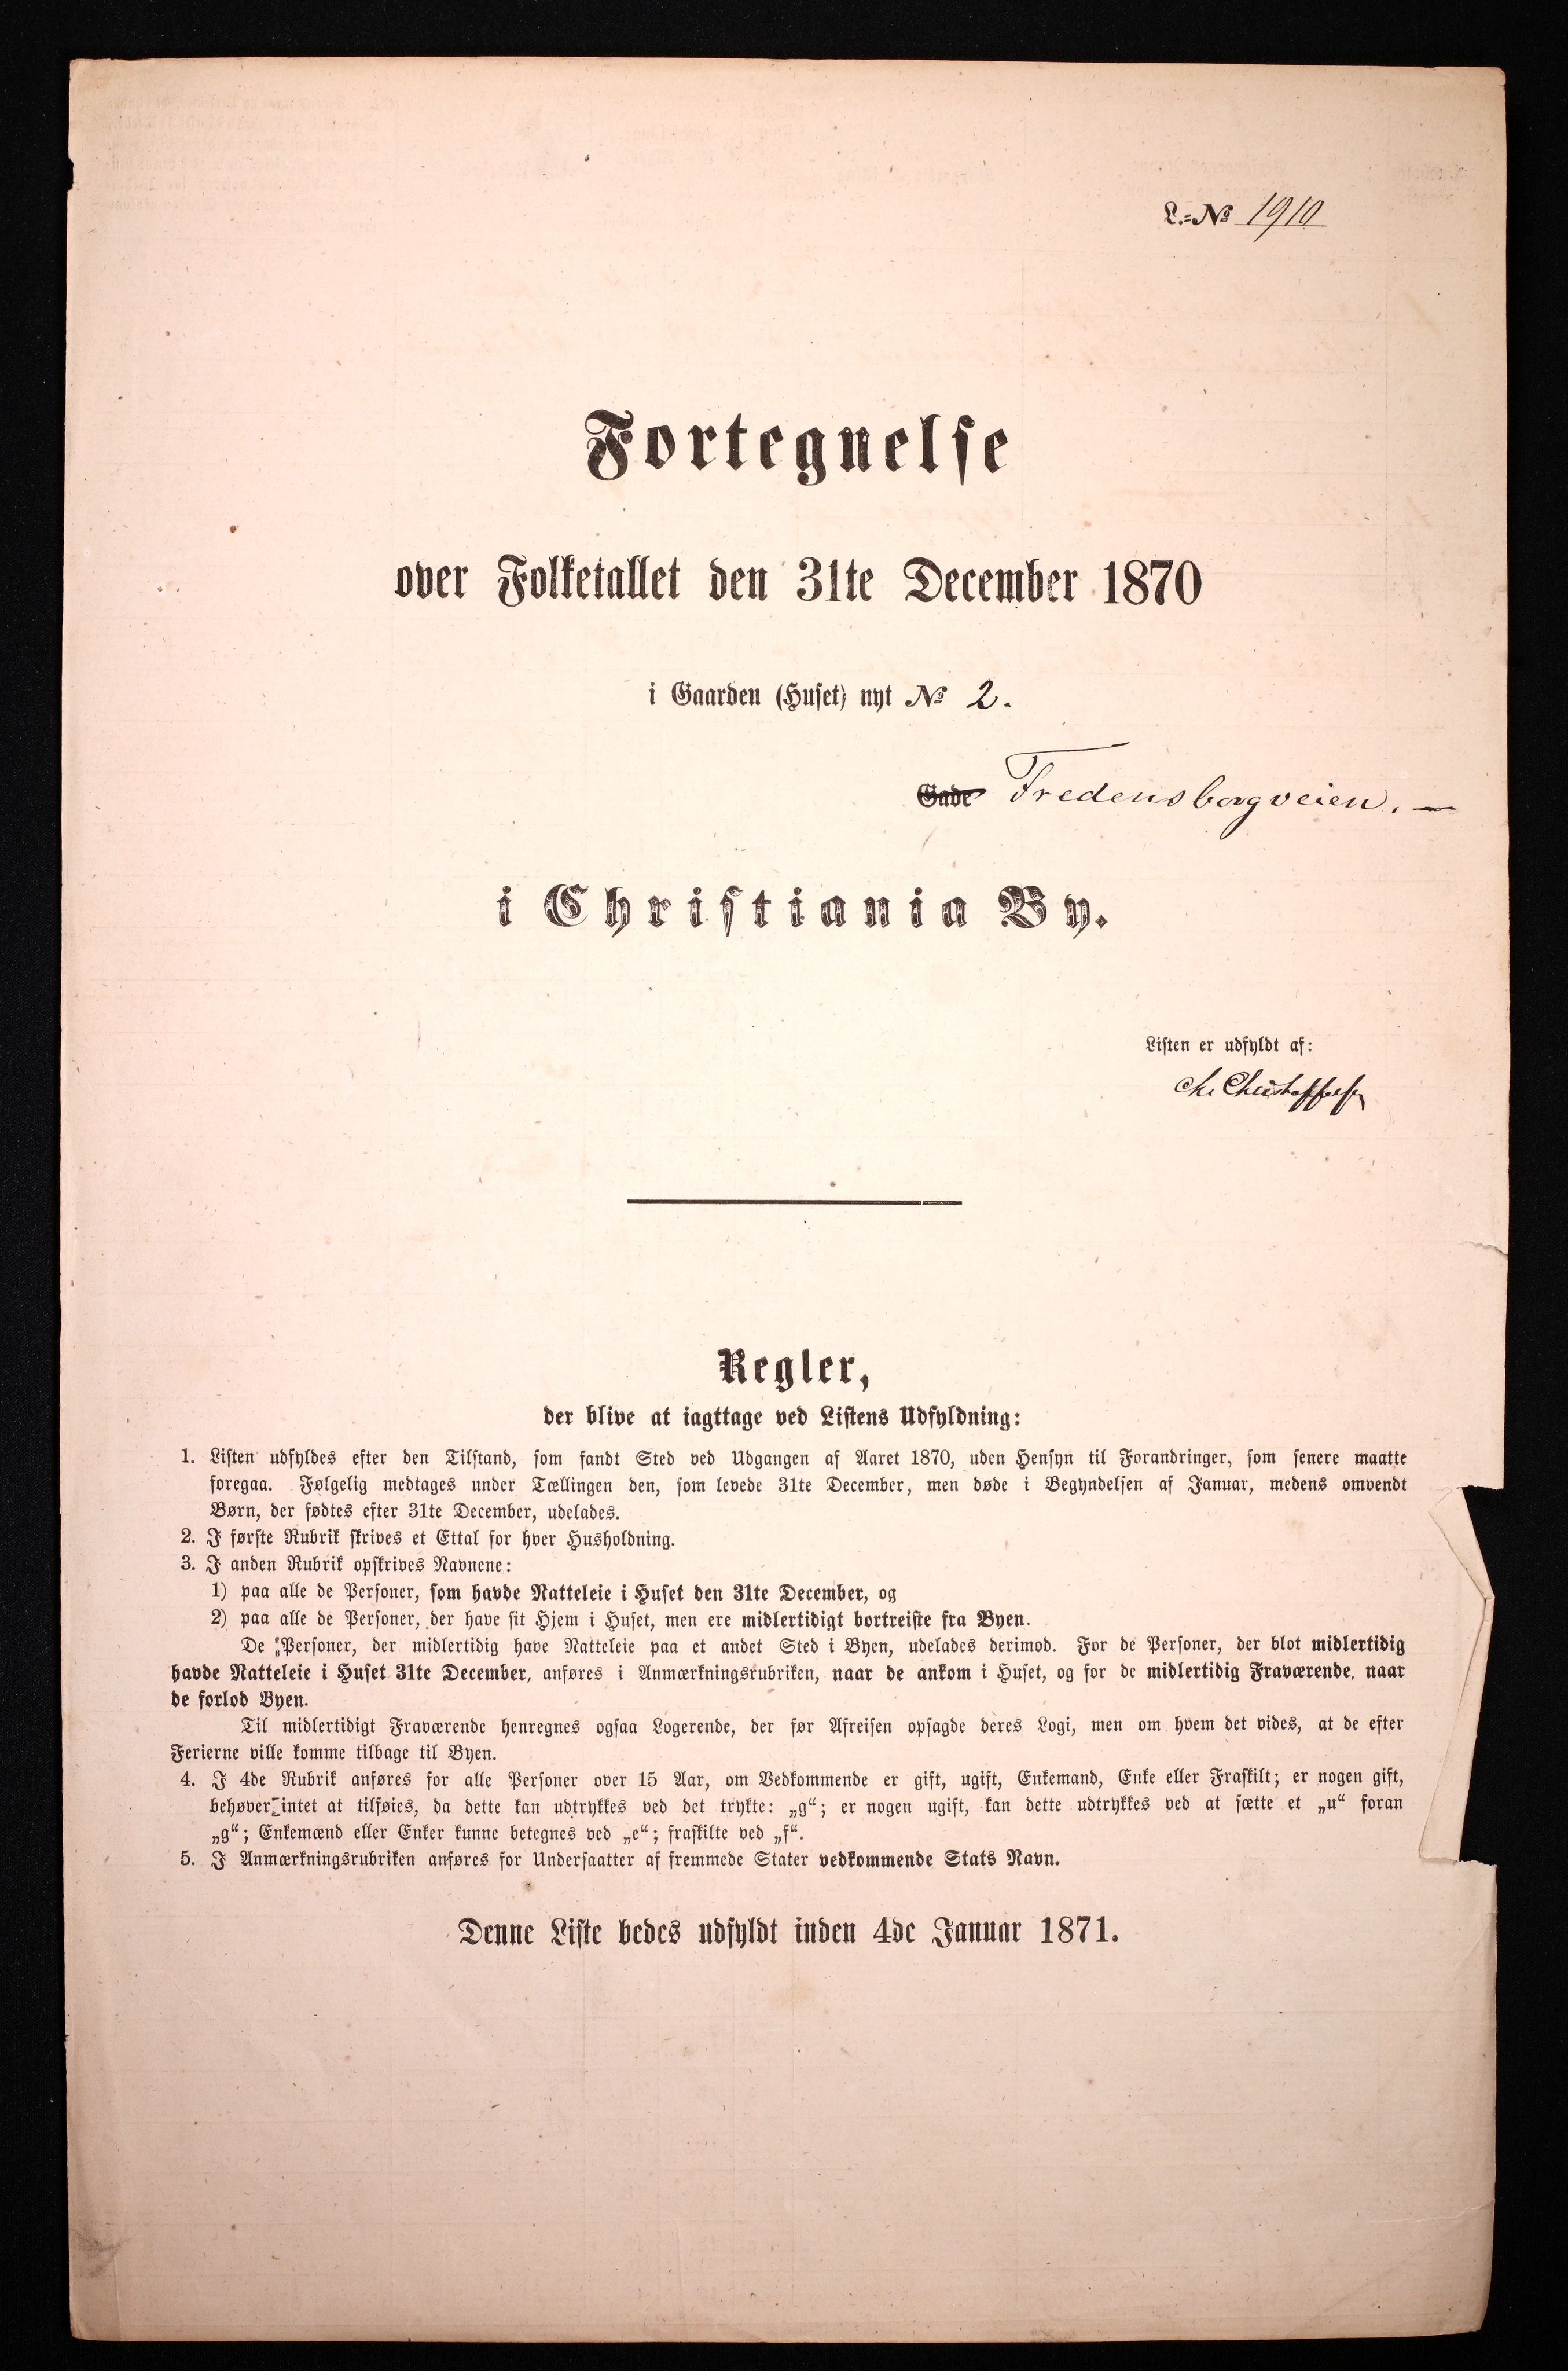 L.-No 1910
Fortegnelse
over Folketallet den 31te December 1870
i Gaarden (Huset) nyt No 2.
Gade Fredensborgveien. —
i Christiania By.
Listen er udfyldt af:
Chr. Christoffersen
Regler,
der blive at iagttage ved Listens Udfyldning:
1. Listen udfyldes efter den Tilstand, som fandt Sted ved Udgangen af Aaret 1870, uden Hensyn til Forandringer, som senere maatte
foregaa. Følgelig medtages under Tællingen den, som levede 31te December, men døde i Begyndelsen af Januar, medens omvendt
Børn, der fødtes efter 31te December, udelades.
2. I første Rubrik skrives et Ettal for hver Husholdning.
3. I anden Rubrik opskrives Navnene:
1) paa alle de Personer, som havde Natteleie i Huset den 31te December, og
2) paa alle de Personer, der have sit Hjem i Huset, men ere midlertidigt bortreiste fra Byen.
De Personer, der midlertidig have Natteleie paa et andet Sted i Byen, udelades derimod. For de Personer, der blot midlertidig
havde Natteleie i Huset 31te December, anføres i Anmærkningsrubriken, naar de ankom i Huset, og for de midlertidig Fraværende, naar
de forlod Byen.
Til midlertidigt Fraværende henregnes ogsaa Logerende, der før Afreisen opsagde deres Logi, men om hvem det vides, at de efter
Ferierne ville komme tilbage til Byen.
4. I 4de Rubrik anføres for alle Personer over 15 Aar, om Vedkommende er gift, ugift, Enkemand, Enke eller Fraskilt; er nogen gift,
behøver intet at tilføies, da dette kan udtrykkes ved det trykte: „g“; er nogen ugift, kan dette udtrykkes ved at sætte et „u“ foran
„g“; Enkemænd eller Enker kunne betegnes ved „e“; fraskilte ved „f“.
5. I Anmærkningsrubriken anføres for Undersaatter af fremmede Stater vedkommende Stats Navn.
Denne Liste bedes udfyldt inden 4de Januar 1871.